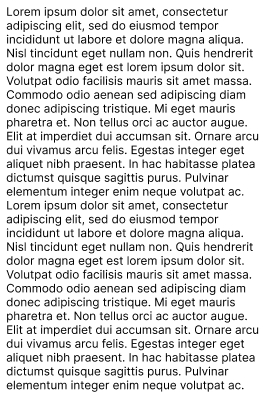 Lorem ipsum dolor sit amet, consectetur
adipiscing elit, sed do eiusmod tempor
incididunt ut labore et dolore magna aliqua.
Nisl tincidunt eget nullam non. Quis hendrerit
dolor magna eget est lorem ipsum dolor sit.
Volutpat odio facilisis mauris sit amet massa.
Commodo odio aenean sed adipiscing diam
donec adipiscing tristique. Mi eget mauris
pharetra et. Non tellus orci ac auctor augue.
Elit at imperdiet dui accumsan sit. Ornare arcu
dui vivamus arcu felis. Egestas integer eget
aliquet nibh praesent. In hac habitasse platea
dictumst quisque sagittis purus. Pulvinar
elementum integer enim neque volutpat ac.
Lorem ipsum dolor sit amet, consectetur
adipiscing elit, sed do eiusmod tempor
incididunt ut labore et dolore magna aliqua.
Nisl tincidunt eget nullam non. Quis hendrerit
dolor magna eget est lorem ipsum dolor sit.
Volutpat odio facilisis mauris sit amet massa.
Commodo odio aenean sed adipiscing diam
donec adipiscing tristique. Mi eget mauris
pharetra et. Non tellus orci ac auctor augue.
Elit at imperdiet dui accumsan sit. Ornare arcu
dui vivamus arcu felis. Egestas integer eget
aliquet nibh praesent. In hac habitasse platea
dictumst quisque sagittis purus. Pulvinar
elementum integer enim neque volutpat ac.